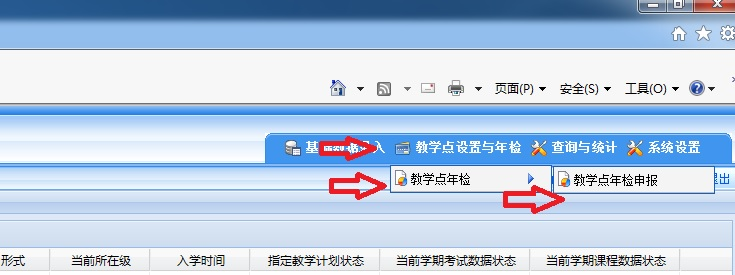 页面(P) 安全(S) 工具(O)
教学点设置与年检 查询与统计 系统设置
教学点年检 教学点年检申报 出
形式 当前所在级 入学时间 指定教学计划状态 当前学期考试数据状态 当前学期课程数据状态